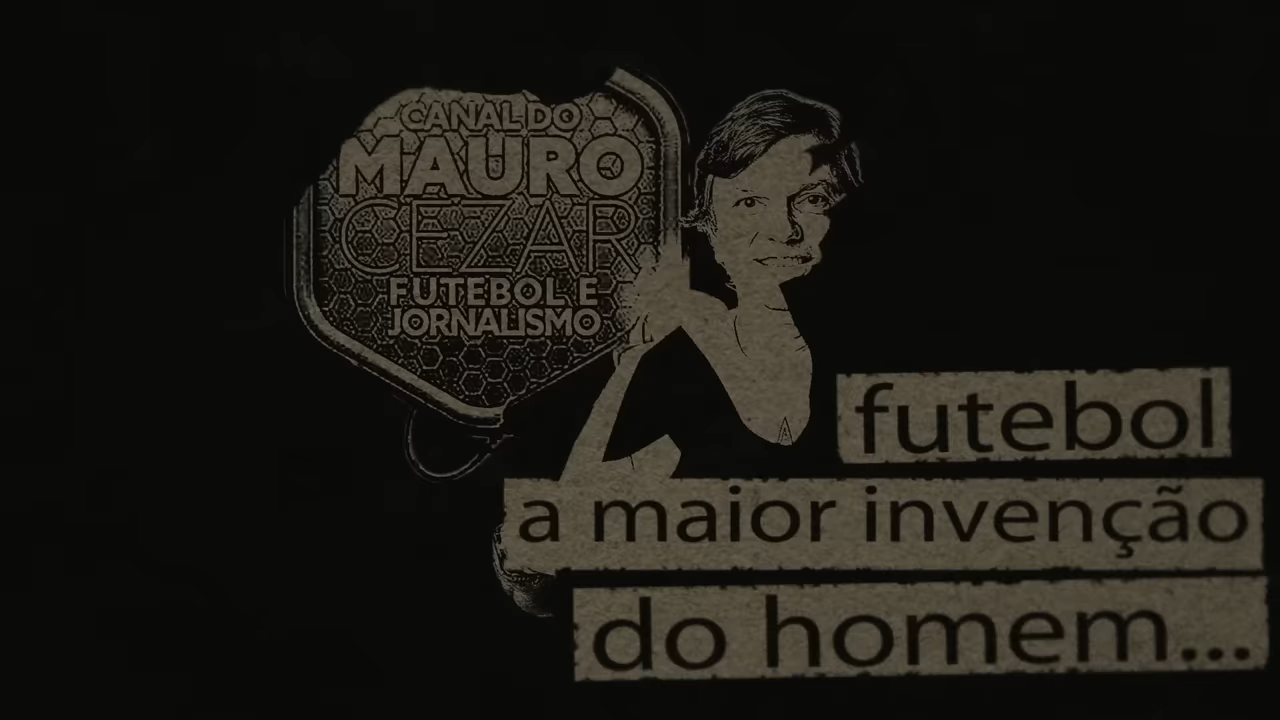 CANAL DO
MAURO
CEZAR
FUTEBOL E
JORNALISMO
futebol
a maior invenção
do homem...